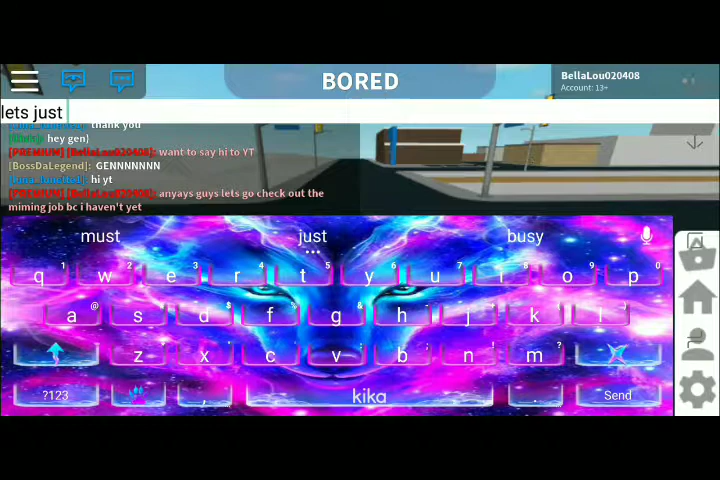 BORED
BellaLou020408
Account: 13+
lets just
thank you
hey gen)
[PREMIUM] [BellaLou020408]: want to say hi to YT
[BossDaLegend]: GENNNNNNN
hi yt
[PREMIUM] [BellaLou020408]: anyays guys lets go check out the
miming job bc i haven't yet
must just busy
q w e r t y u i o p
a s d f g h j k l
z x c v b n m
?123 , kika . Send